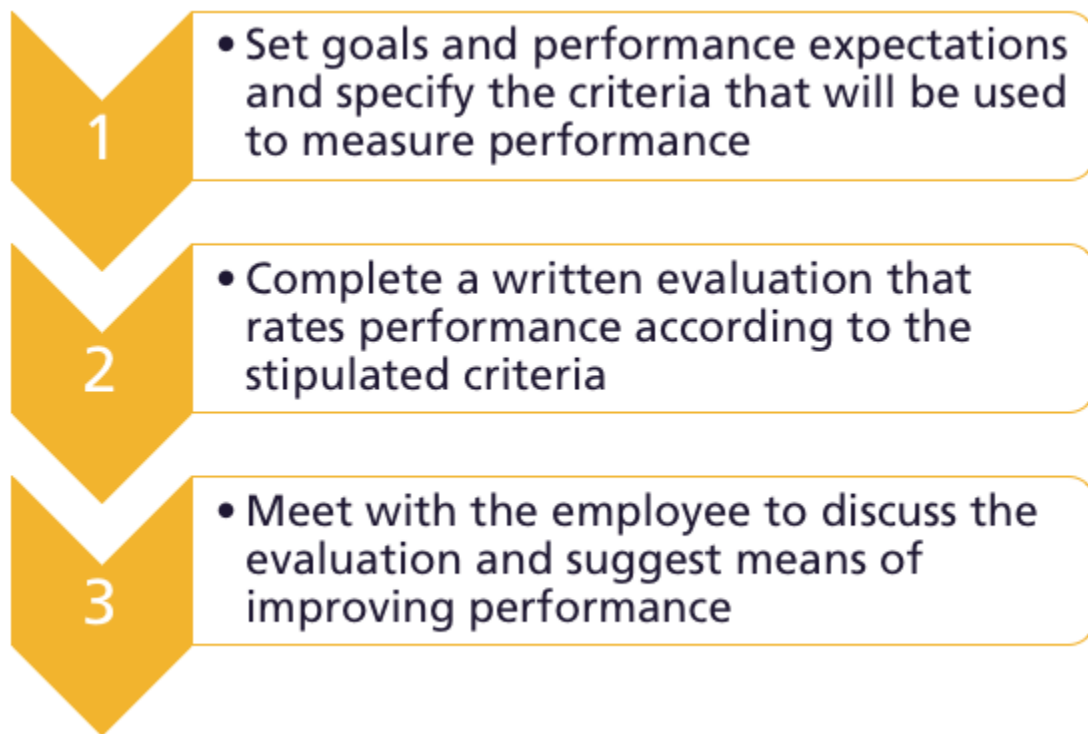 1
• Set goals and performance expectations
and specify the criteria that will be used
to measure performance
2
• Complete a written evaluation that
rates performance according to the
stipulated criteria
3
• Meet with the employee to discuss the
evaluation and suggest means of
improving performance